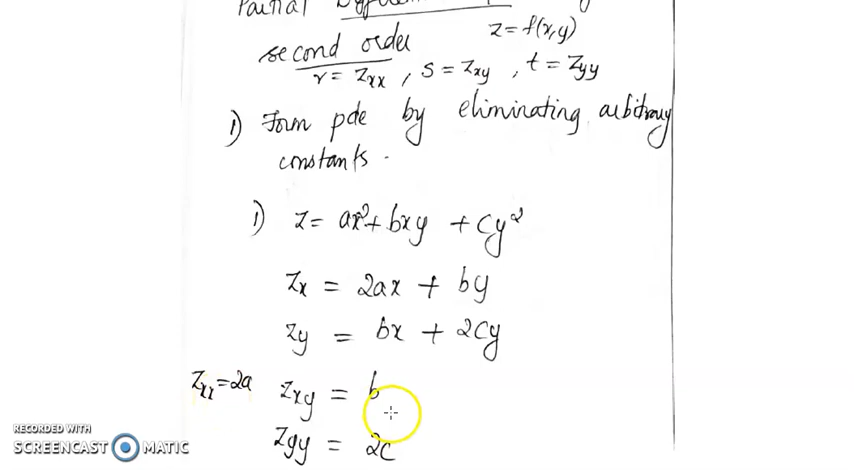 Partial
second order z = f(x,y)
r = Zxx , s = Zxy , t = Zyy
1) Form pde by eliminating arbitrary
constants.
1) z = ax² + bxy + cy²
Zx = 2ax + by
Zy = bx + 2cy
Zxx = 2a Zxy = b
Zyy = 2c
RECORDED WITH
SCREENCAST MATIC